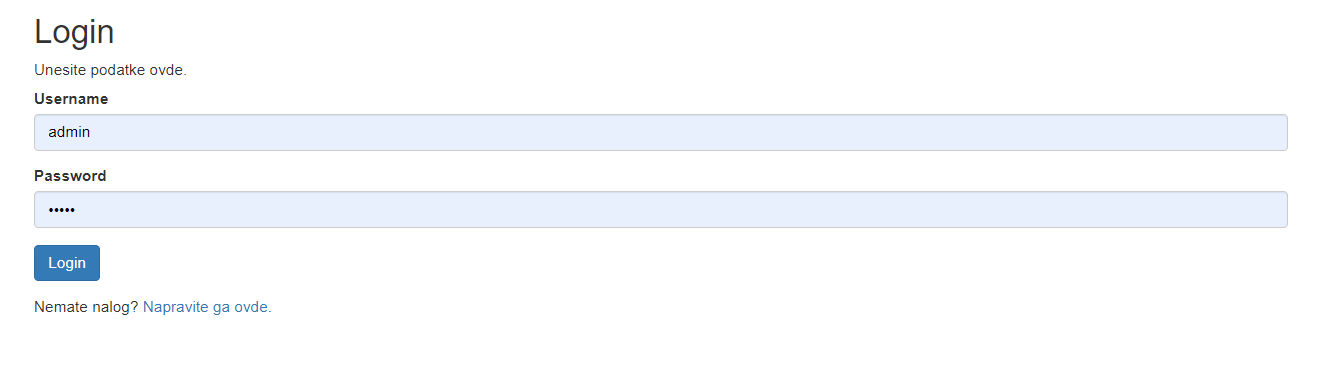 Login
Unesite podatke ovde.
Username
admin
Password
•••••
Login
Nemate nalog? Napravite ga ovde.